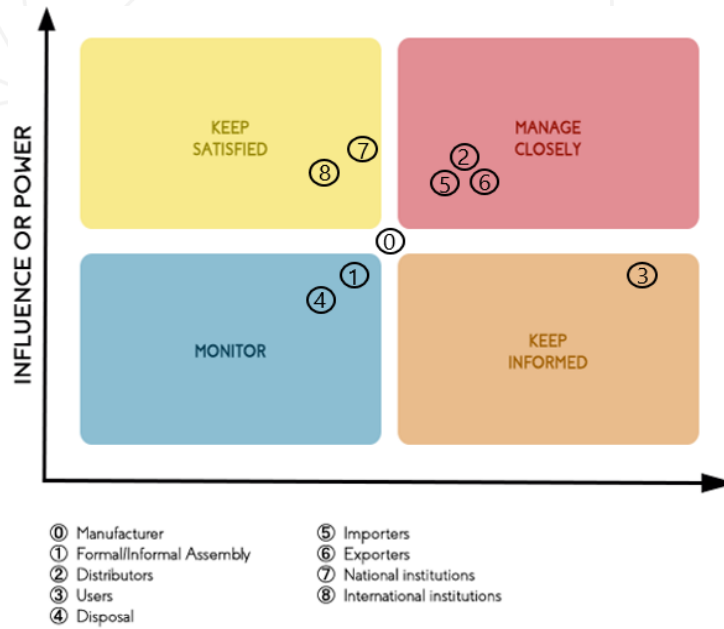 INFLUENCE OR POWER
KEEP
SATISFIED
MANAGE
CLOSELY
7
8
2
5
6
0
1
4
3
MONITOR
KEEP
INFORMED
0 Manufacturer
1 Formal/Informal Assembly
2 Distributors
3 Users
4 Disposal
5 Importers
6 Exporters
7 National institutions
8 International institutions